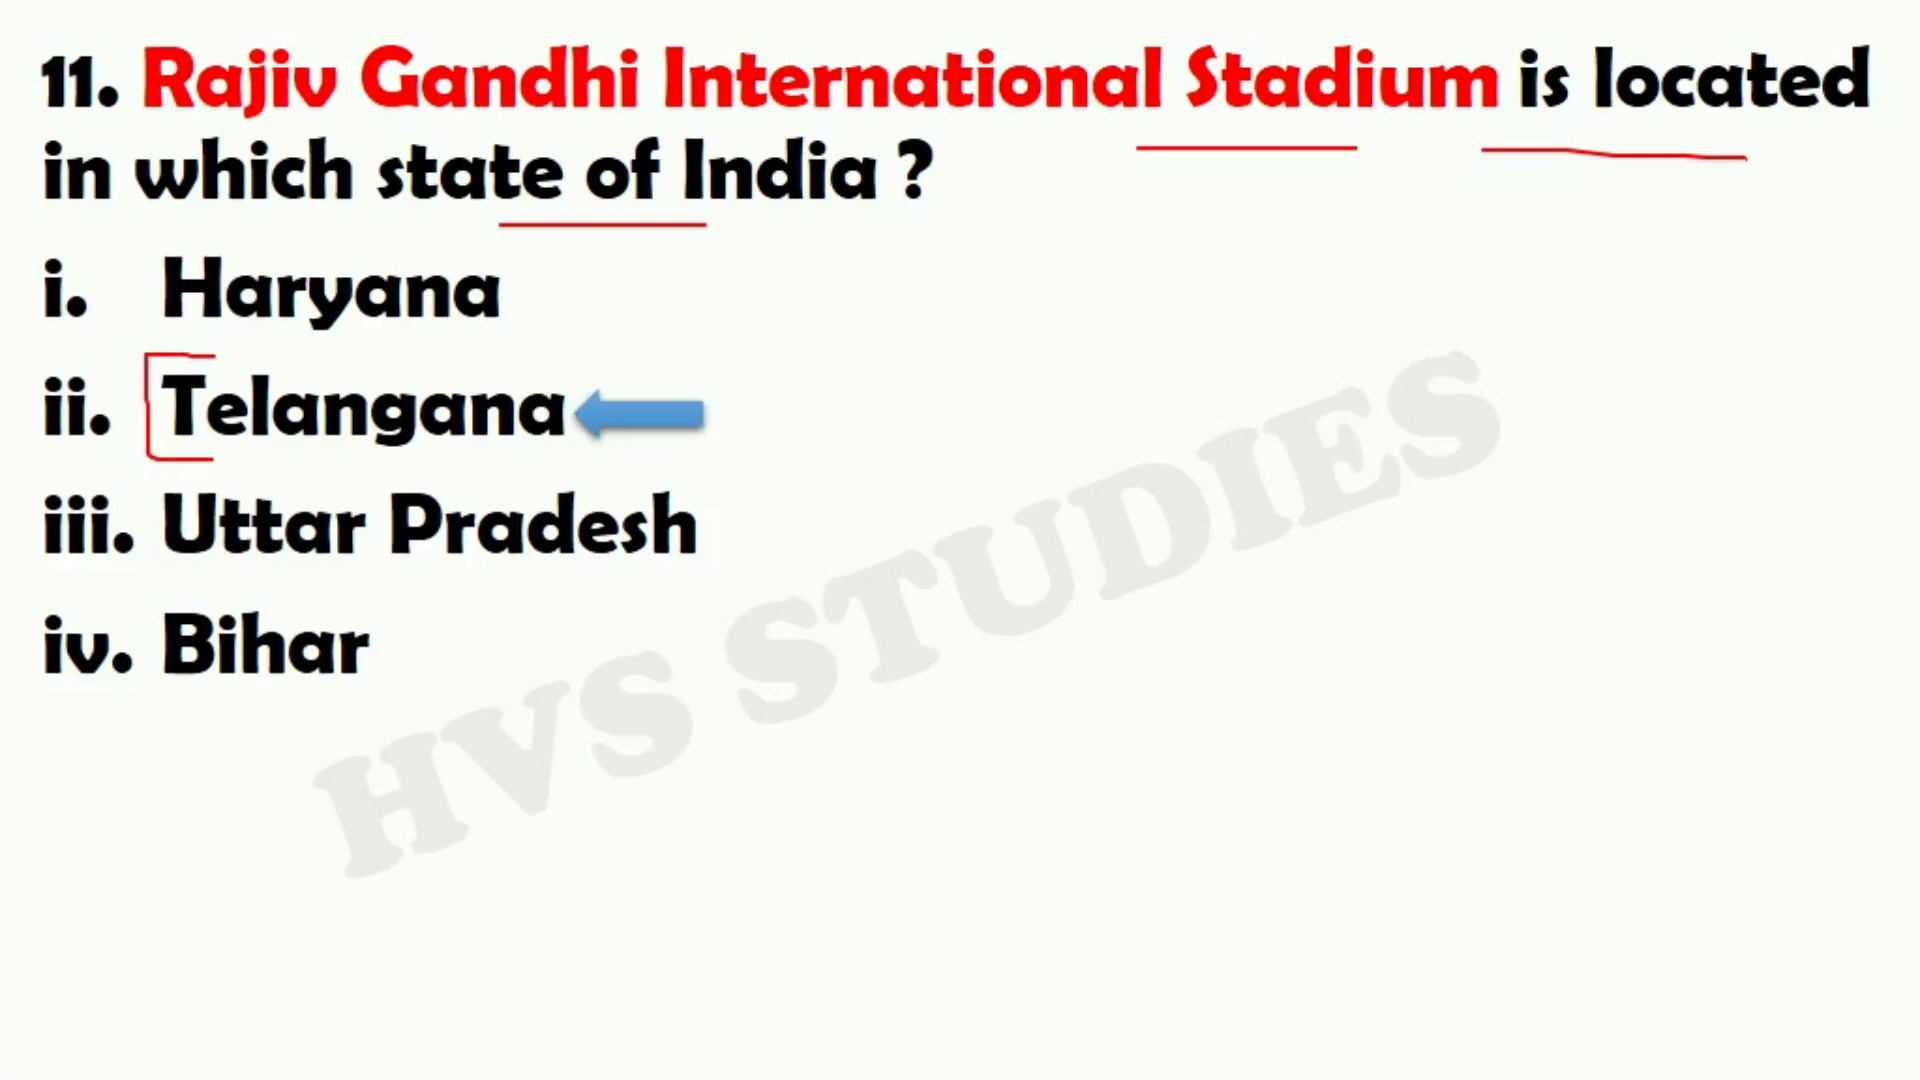 11. Rajiv Gandhi International Stadium is located
in which state of India ?
i. Haryana
ii. Telangana
iii. Uttar Pradesh
iv. Bihar
HVS STUDIES